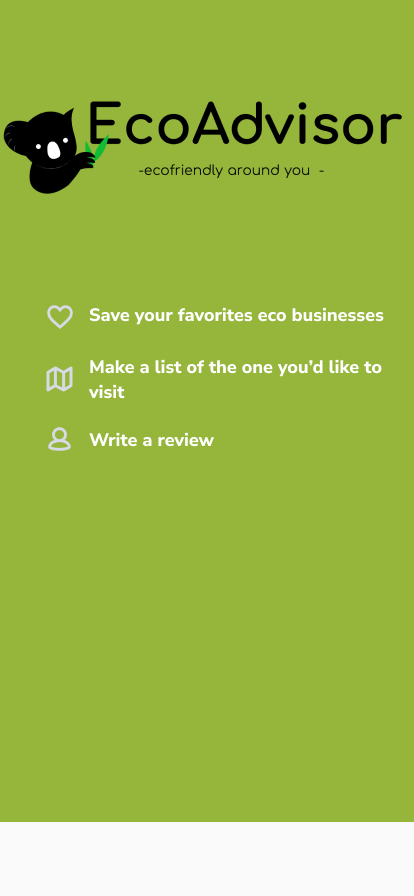 EcoAdvisor
-ecofriendly around you -
Save your favorites eco businesses
Make a list of the one you'd like to
visit
Write a review